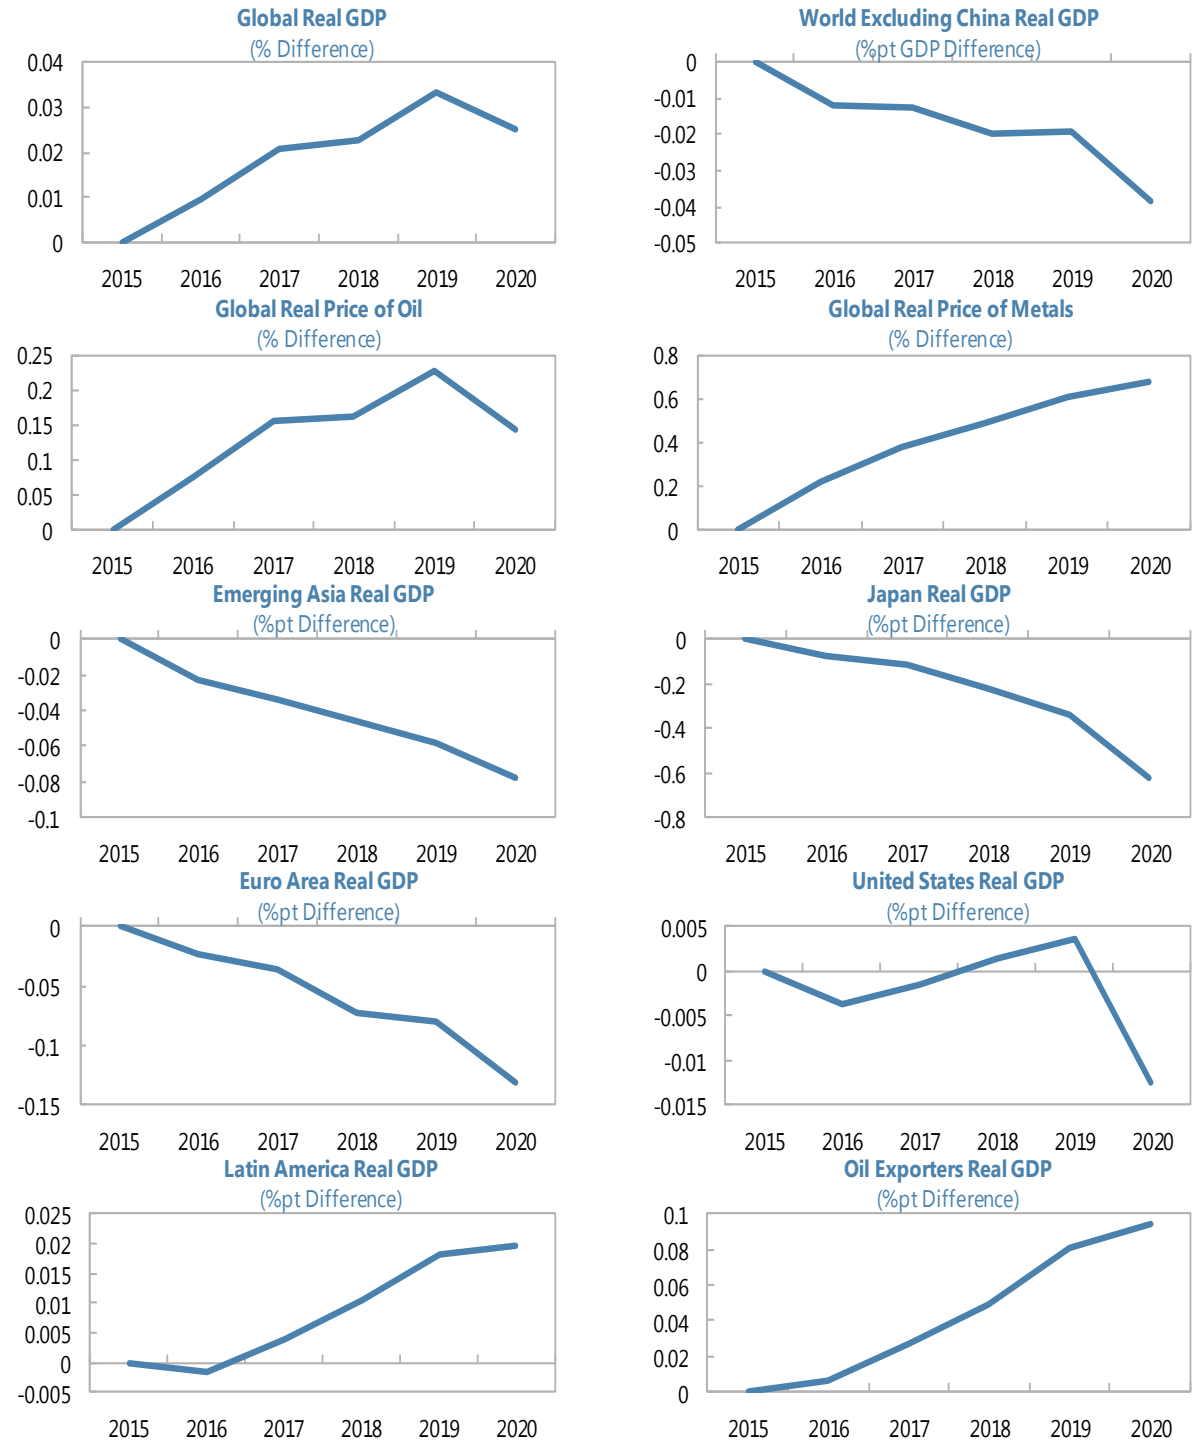 Global Real GDP
(% Difference)
0.04
0.03
0.02
0.01
0
2015 2016 2017 2018 2019 2020
World Excluding China Real GDP
(%pt GDP Difference)
0
-0.01
-0.02
-0.03
-0.04
-0.05
2015 2016 2017 2018 2019 2020
Global Real Price of Oil
(% Difference)
0.25
0.2
0.15
0.1
0.05
0
2015 2016 2017 2018 2019 2020
Global Real Price of Metals
(% Difference)
0.8
0.6
0.4
0.2
0
2015 2016 2017 2018 2019 2020
Emerging Asia Real GDP
(%pt Difference)
0
-0.02
-0.04
-0.06
-0.08
-0.1
2015 2016 2017 2018 2019 2020
Japan Real GDP
(%pt Difference)
0
-0.2
-0.4
-0.6
-0.8
2015 2016 2017 2018 2019 2020
Euro Area Real GDP
(%pt Difference)
0
-0.05
-0.1
-0.15
2015 2016 2017 2018 2019 2020
United States Real GDP
(%pt Difference)
0.005
0
-0.005
-0.01
-0.015
2015 2016 2017 2018 2019 2020
Latin America Real GDP
(%pt Difference)
0.025
0.02
0.015
0.01
0.005
0
-0.005
2015 2016 2017 2018 2019 2020
Oil Exporters Real GDP
(%pt Difference)
0.1
0.08
0.06
0.04
0.02
0
2015 2016 2017 2018 2019 2020